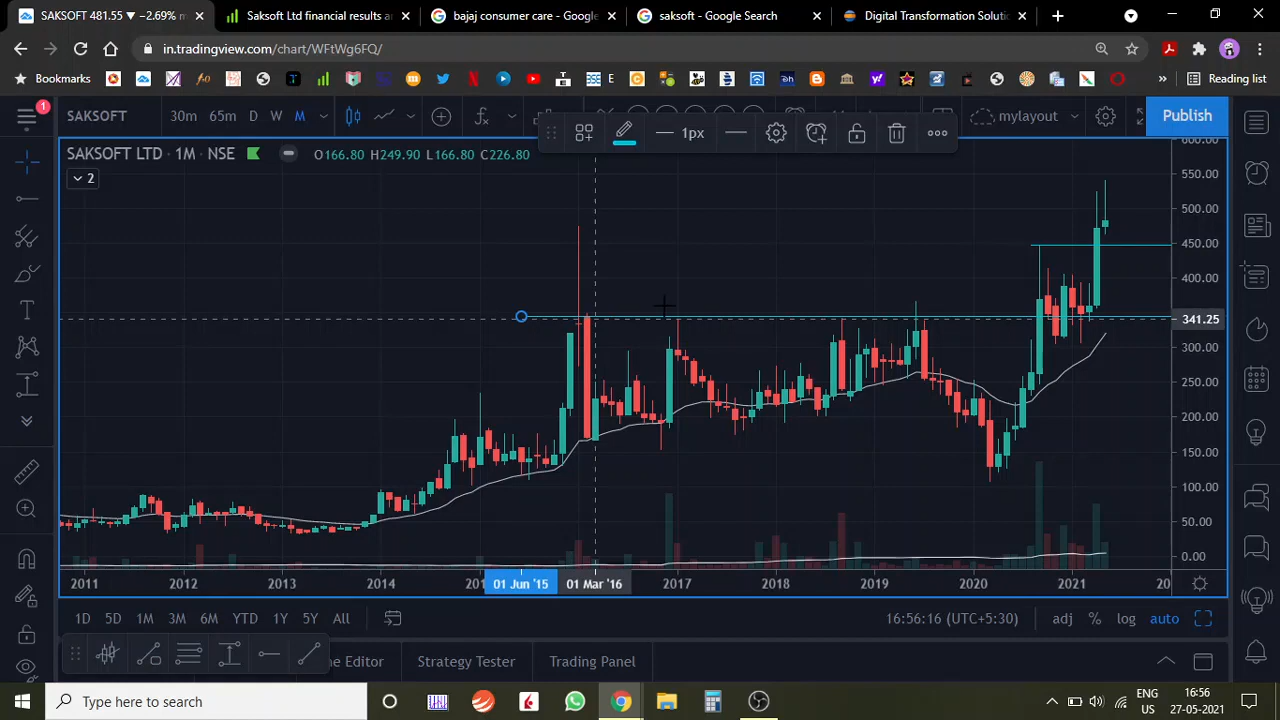 SAKSOFT 481.55 ▼ −2.69%
Saksoft Ltd financial results a
bajaj consumer care - Google
saksoft - Google Search
Digital Transformation Soluti
in.tradingview.com/chart/WFtWg6FQ/
Bookmarks
Reading list
1
SAKSOFT
30m 65m D W M
mylayout
Publish
1px
SAKSOFT LTD · 1M · NSE
O166.80 H249.90 L166.80 C226.80
2
600.00
550.00
500.00
450.00
400.00
341.25
300.00
250.00
200.00
150.00
100.00
50.00
0.00
2011 2012 2013 2014 01 Jun '15 01 Mar '16 2017 2018 2019 2020 2021
1D 5D 1M 3M 6M YTD 1Y 5Y All
16:56:16 (UTC+5:30)
adj % log auto
Editor
Strategy Tester
Trading Panel
Type here to search
ENG
US
16:56
27-05-2021